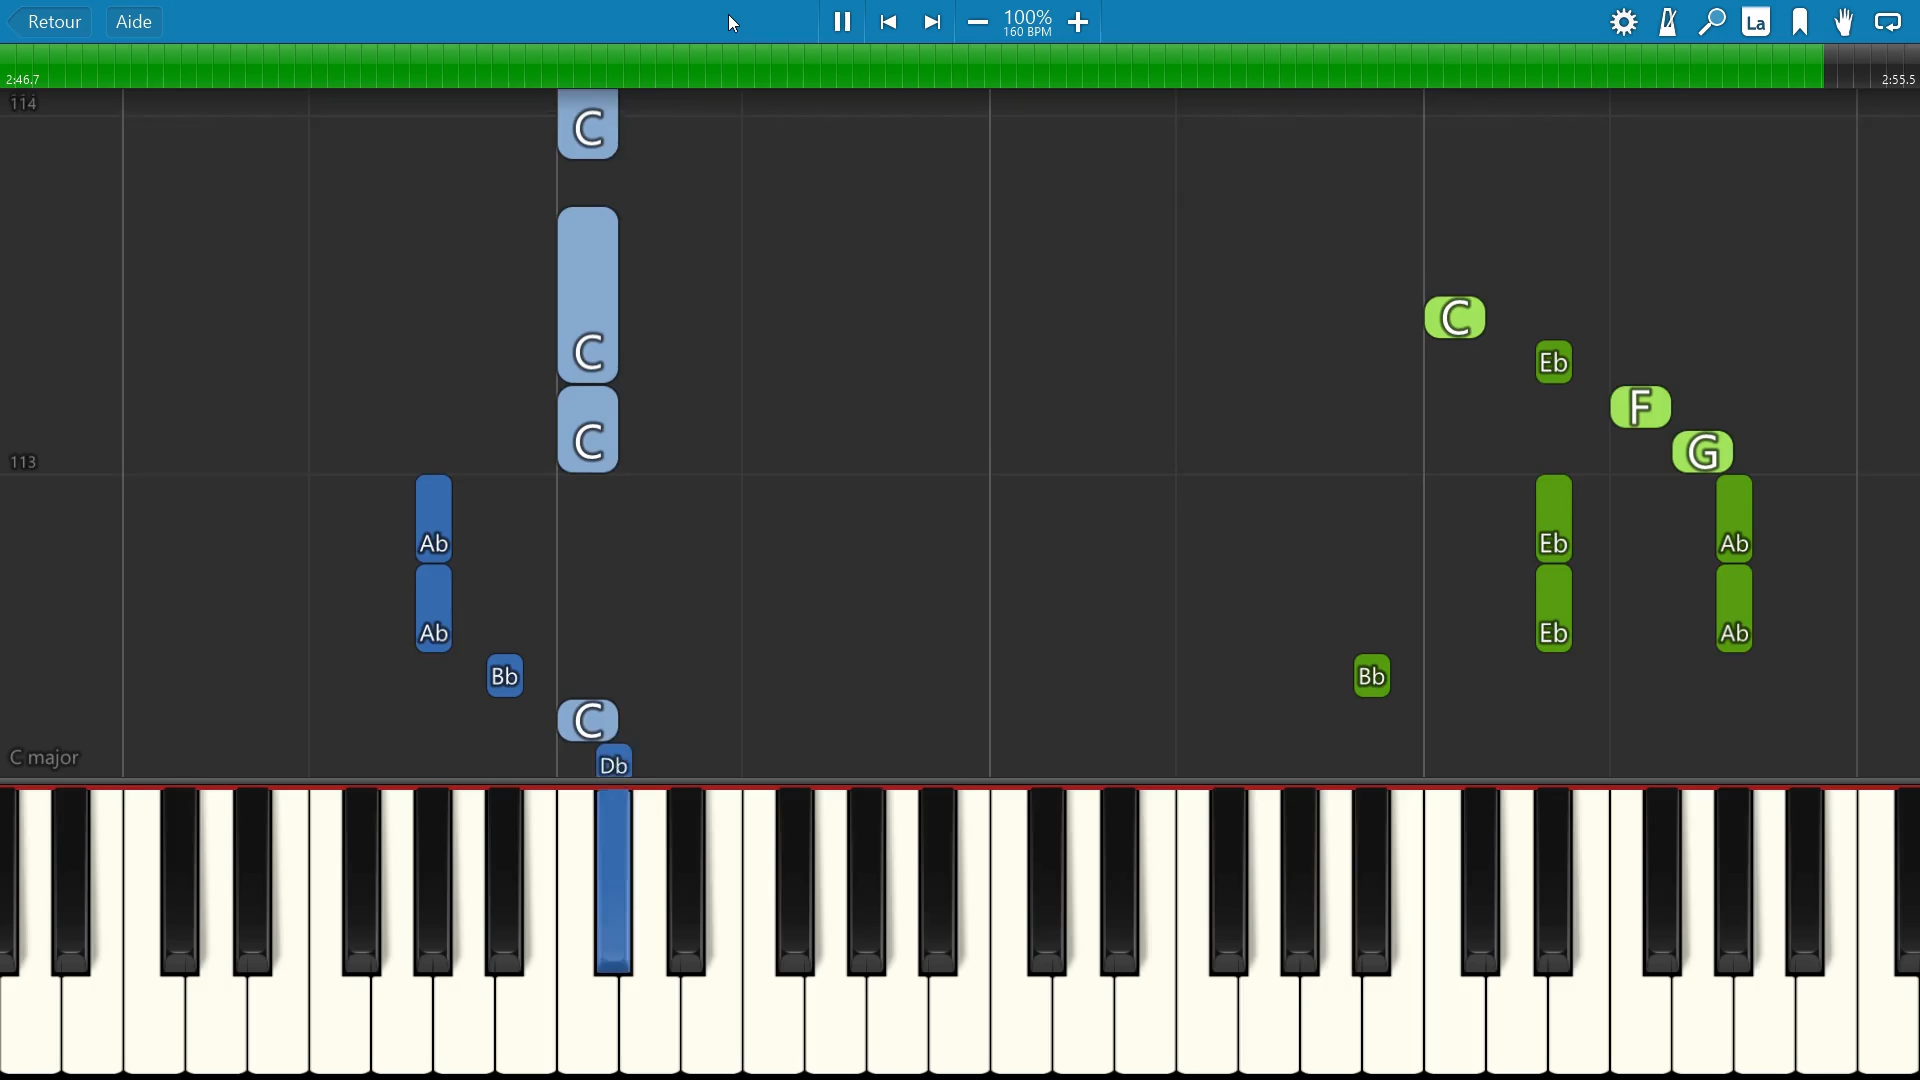 Retour
Aide
100%
160 BPM
La
2:46.7
2:55.5
114
C
C
C
Eb
F
C
G
113
Ab
Eb
Ab
Ab
Eb
Ab
Bb
Bb
C
C major
Db